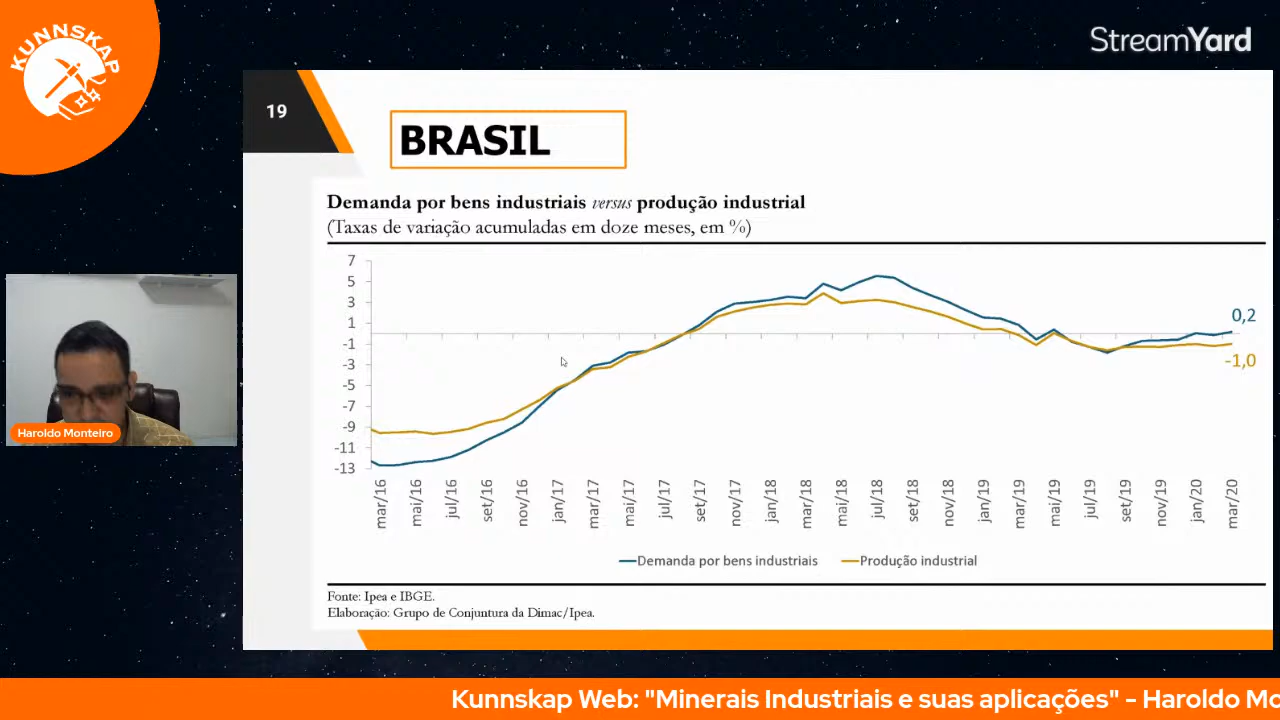 KUNNSKAP
StreamYard
19
BRASIL
Demanda por bens industriais versus produção industrial
(Taxas de variação acumuladas em doze meses, em %)
7
5
3
1
-1
-3
-5
-7
-9
-11
-13
0,2
-1,0
mar/16
mai/16
jul/16
set/16
nov/16
jan/17
mar/17
mai/17
jul/17
set/17
nov/17
jan/18
mar/18
mai/18
jul/18
set/18
nov/18
jan/19
mar/19
mai/19
jul/19
set/19
nov/19
jan/20
mar/20
Demanda por bens industriais
Produção industrial
Fonte: Ipea e IBGE.
Elaboração: Grupo de Conjuntura da Dimac/Ipea.
Haroldo Monteiro
Kunnskap Web: "Minerais Industriais e suas aplicações" - Haroldo Mo